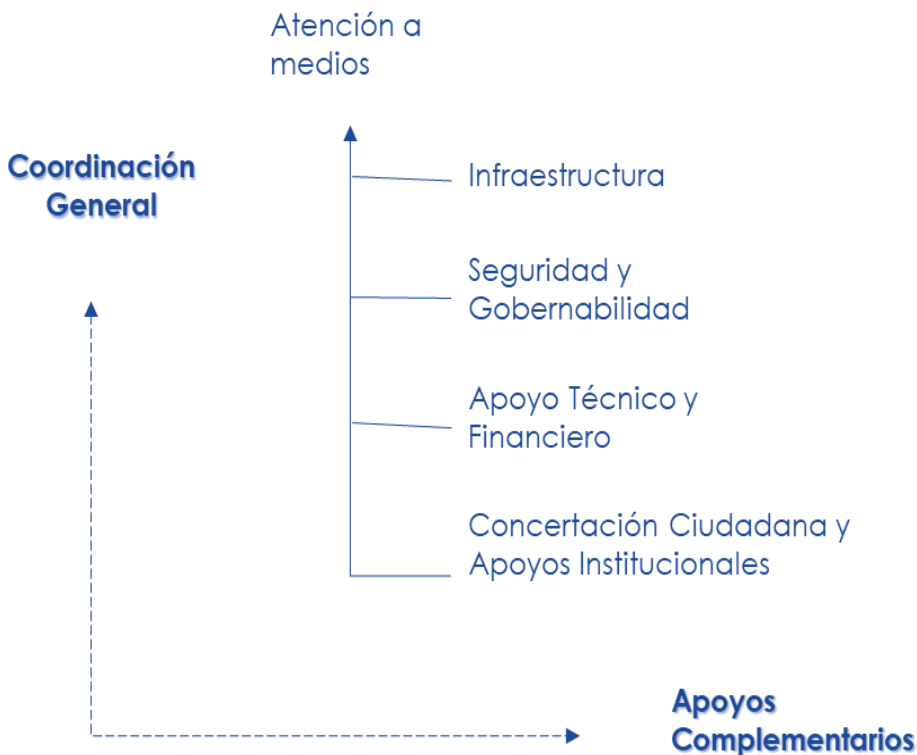 Atención a
medios
Coordinación
General
Infraestructura
Seguridad y
Gobernabilidad
Apoyo Técnico y
Financiero
Concertación Ciudadana y
Apoyos Institucionales
Apoyos
Complementarios